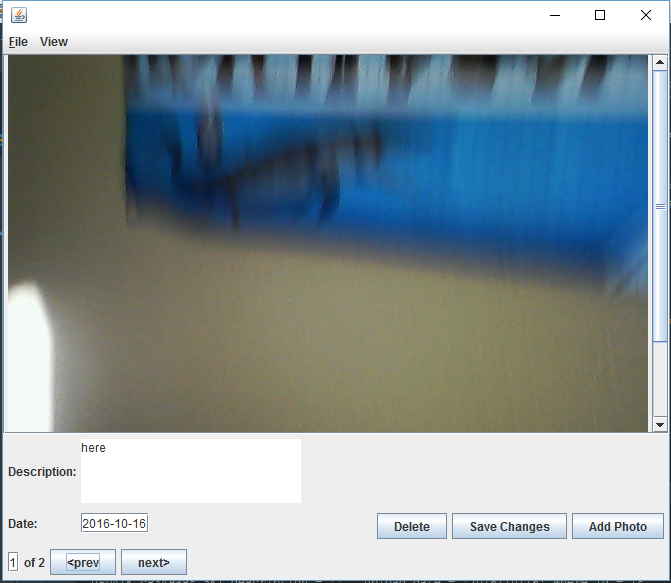 File View
Description: here
Date: 2016-10-16 Delete Save Changes Add Photo
1 of 2 <prev next>